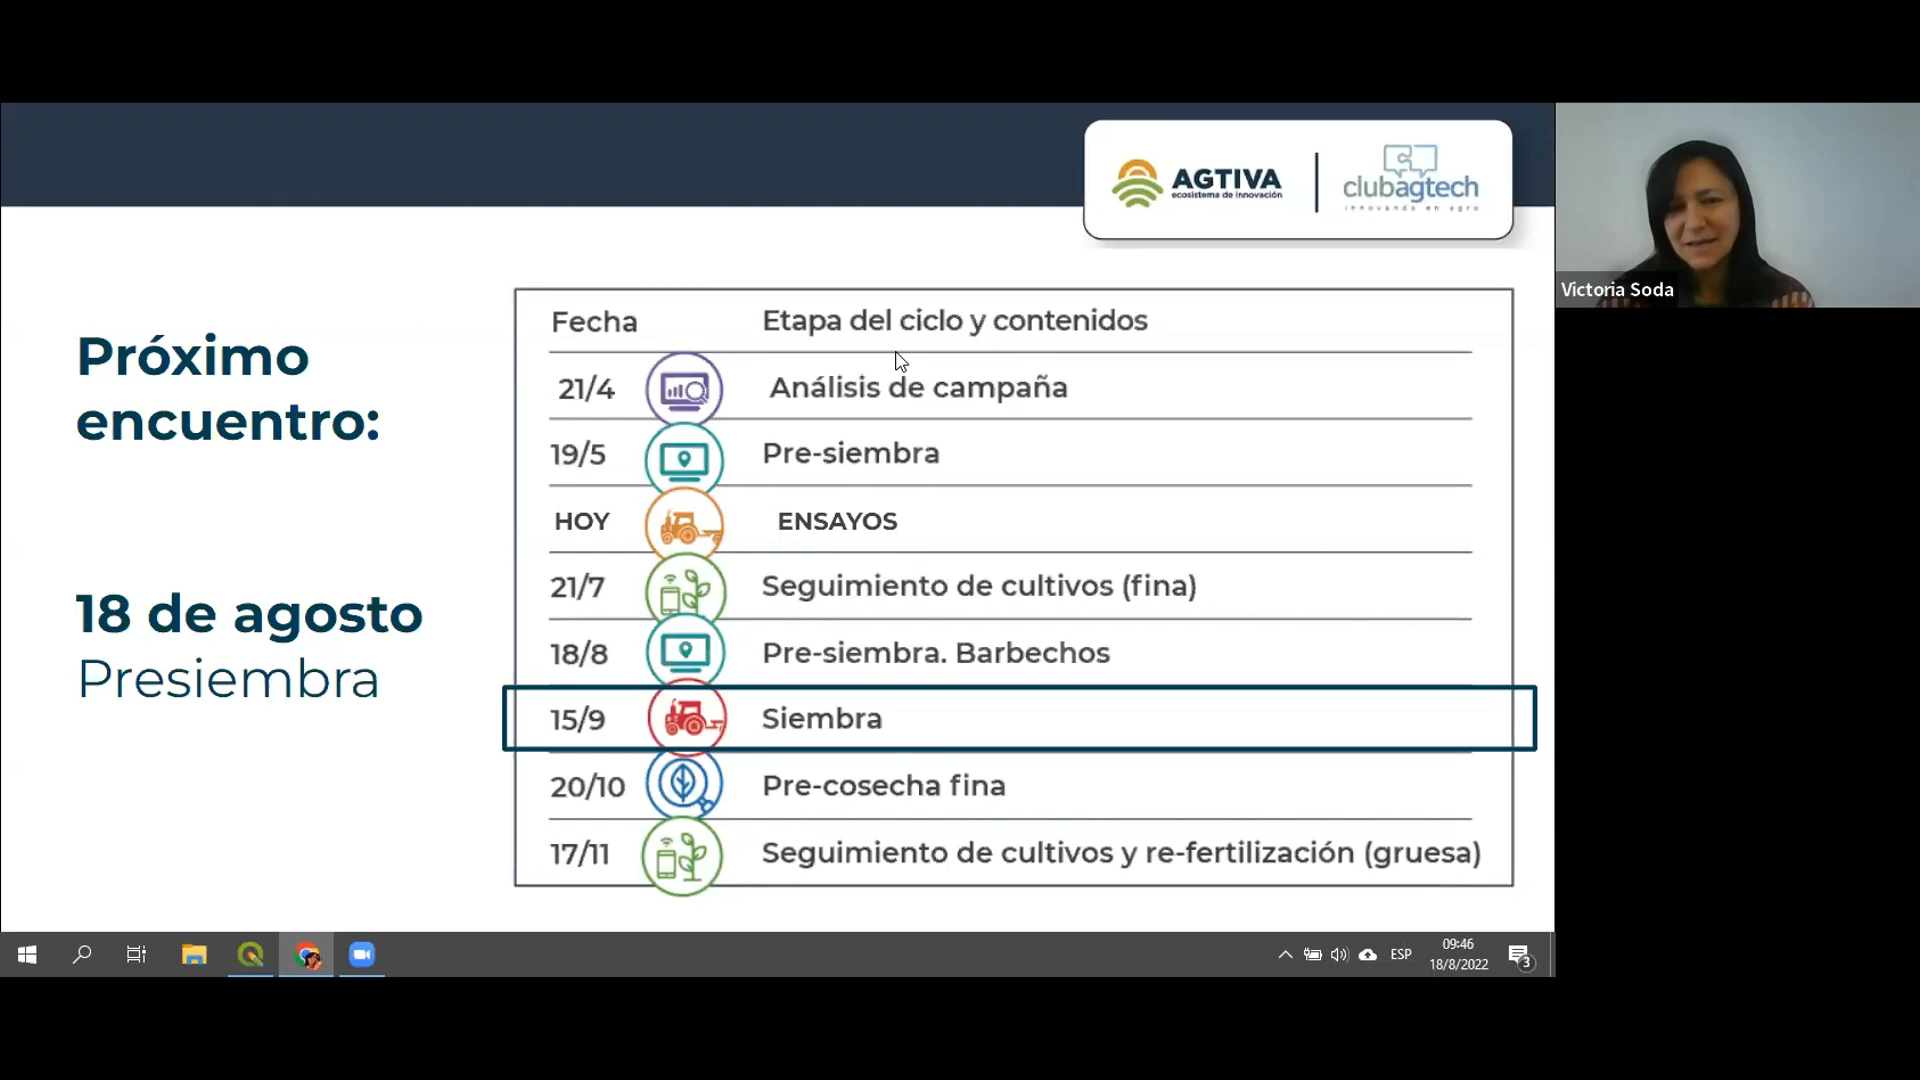 AGTIVA
ecosistema de innovación
clubagtech
innovando en agro
Victoria Soda
Próximo
encuentro:
18 de agosto
Presiembra
Fecha Etapa del ciclo y contenidos
21/4 Análisis de campaña
19/5 Pre-siembra
HOY ENSAYOS
21/7 Seguimiento de cultivos (fina)
18/8 Pre-siembra. Barbechos
15/9 Siembra
20/10 Pre-cosecha fina
17/11 Seguimiento de cultivos y re-fertilización (gruesa)
ESP
09:46
18/8/2022
3